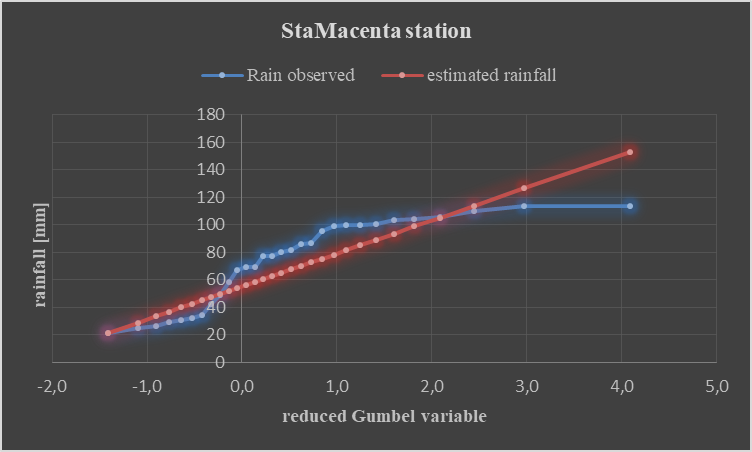 StaMacenta station
Rain observed
estimated rainfall
180
160
140
120
100
80
60
40
20
0
rainfall [mm]
-2,0 -1,0 0,0 1,0 2,0 3,0 4,0 5,0
reduced Gumbel variable